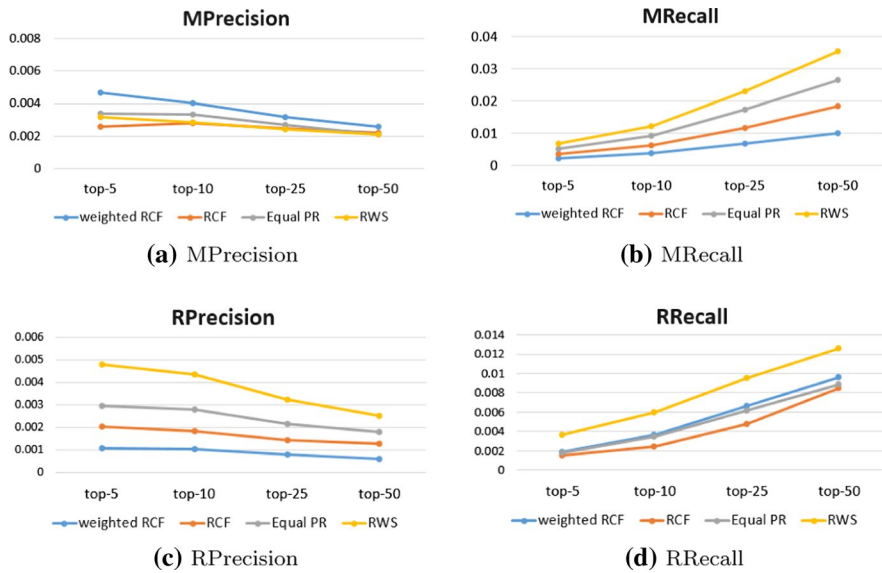 MPrecision
0.008
0.006
0.004
0.002
0
top-5 top-10 top-25 top-50
weighted RCF RCF Equal PR RWS
(a) MPrecision
MRecall
0.04
0.03
0.02
0.01
0
top-5 top-10 top-25 top-50
weighted RCF RCF Equal PR RWS
(b) MRecall
RPrecision
0.006
0.005
0.004
0.003
0.002
0.001
0
top-5 top-10 top-25 top-50
weighted RCF RCF Equal PR RWS
(c) RPrecision
RRecall
0.014
0.012
0.01
0.008
0.006
0.004
0.002
0
top-5 top-10 top-25 top-50
weighted RCF RCF Equal PR RWS
(d) RRecall